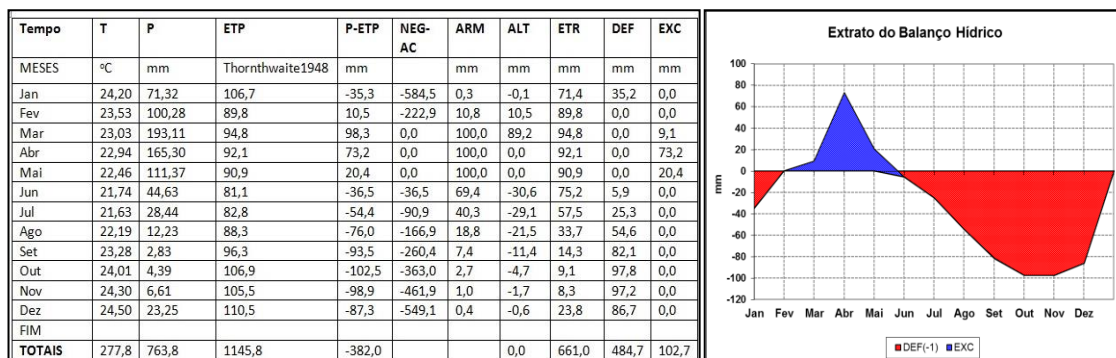 Tempo T P ETP P-ETP NEG-AC ARM ALT ETR DEF EXC
MESES ºC mm Thornthwaite1948 mm mm mm mm mm mm
Jan 24,20 71,32 106,7 -35,3 -584,5 0,3 -0,1 71,4 35,2 0,0
Fev 23,53 100,28 89,8 10,5 -222,9 10,8 10,5 89,8 0,0 0,0
Mar 23,03 193,11 94,8 98,3 0,0 100,0 89,2 94,8 0,0 9,1
Abr 22,94 165,30 92,1 73,2 0,0 100,0 0,0 92,1 0,0 73,2
Mai 22,46 111,37 90,9 20,4 0,0 100,0 0,0 90,9 0,0 20,4
Jun 21,74 44,63 81,1 -36,5 -36,5 69,4 -30,6 75,2 5,9 0,0
Jul 21,63 28,44 82,8 -54,4 -90,9 40,3 -29,1 57,5 25,3 0,0
Ago 22,19 12,23 88,3 -76,0 -166,9 18,8 -21,5 33,7 54,6 0,0
Set 23,28 2,83 96,3 -93,5 -260,4 7,4 -11,4 14,3 82,1 0,0
Out 24,01 4,39 106,9 -102,5 -363,0 2,7 -4,7 9,1 97,8 0,0
Nov 24,30 6,61 105,5 -98,9 -461,9 1,0 -1,7 8,3 97,2 0,0
Dez 24,50 23,25 110,5 -87,3 -549,1 0,4 -0,6 23,8 86,7 0,0
FIM
TOTAIS 277,8 763,8 1145,8 -382,0 0,0 661,0 484,7 102,7
Extrato do Balanço Hídrico
100
80
60
40
20
0
-20
-40
-60
-80
-100
-120
mm
Jan Fev Mar Abr Mai Jun Jul Ago Set Out Nov Dez
DEF(-1) EXC